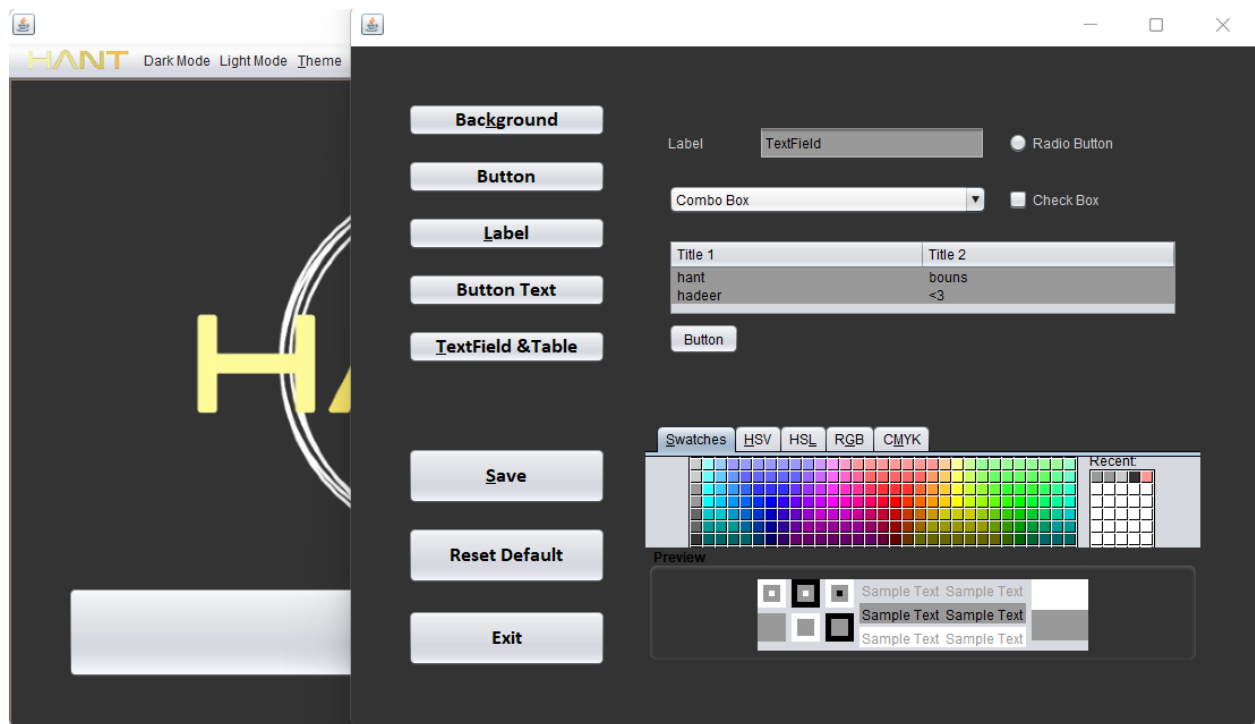 HANT Dark Mode Light Mode Theme
HA
Background
Button
Label
Button Text
TextField &Table
Save
Reset Default
Exit
Label TextField Radio Button
Combo Box Check Box
Title 1 Title 2
hant bouns
hadeer <3
Button
Swatches HSV HSL RGB CMYK
Recent:
Preview
Sample Text Sample Text
Sample Text Sample Text
Sample Text Sample Text